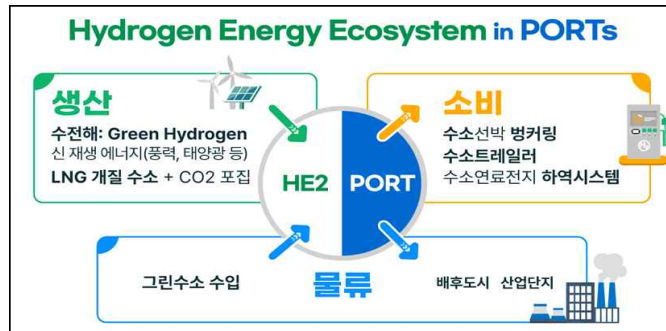 Hydrogen Energy Ecosystem in PORTs
생산
수전해: Green Hydrogen
신 재생 에너지(풍력, 태양광 등)
LNG 개질 수소 + CO2 포집
HE2 PORT
소비
수소선박 벙커링
수소트레일러
수소연료전지 하역시스템
그린수소 수입
물류
배후도시 산업단지